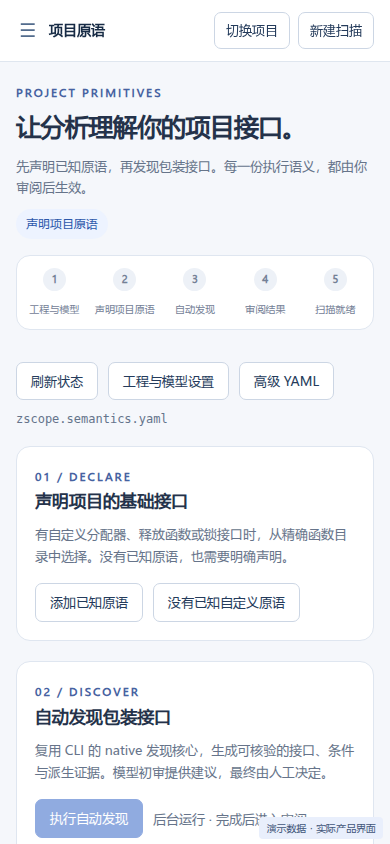 ☰ 项目原语 切换项目 新建扫描
PROJECT PRIMITIVES
让分析理解你的项目接口。
先声明已知原语，再发现包装接口。每一份执行语义，都由你
审阅后生效。
声明项目原语
1 2 3 4 5
工程与模型 声明项目原语 自动发现 审阅结果 扫描就绪
刷新状态 工程与模型设置 高级 YAML
zscope.semantics.yaml
01 / DECLARE
声明项目的基础接口
有自定义分配器、释放函数或锁接口时，从精确函数目
录中选择。没有已知原语，也需要明确声明。
添加已知原语 没有已知自定义原语
02 / DISCOVER
自动发现包装接口
复用 CLI 的 native 发现核心，生成可核验的接口、条件
与派生证据。模型初审提供建议，最终由人工决定。
执行自动发现 后台运行 · 完成后进入
演示数据 · 实际产品界面